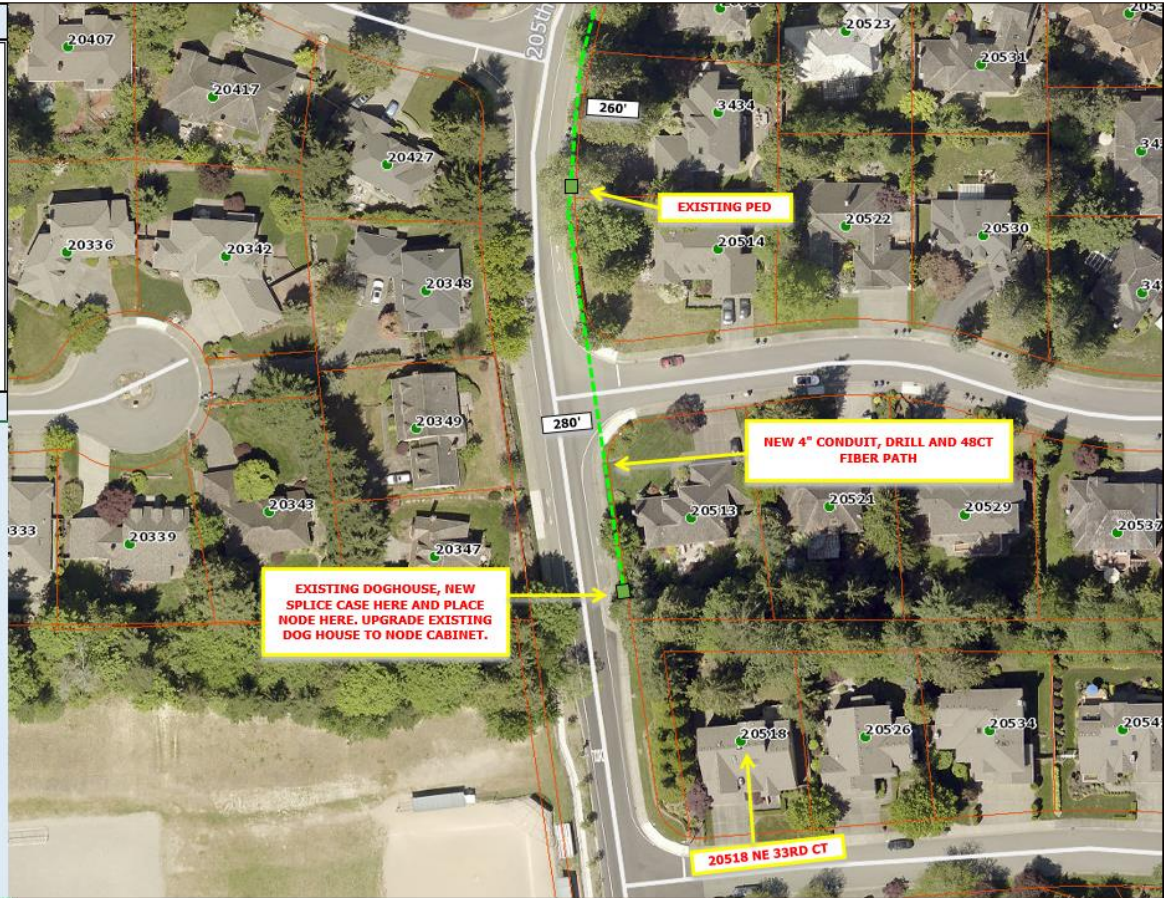 20407
20417
205th
20427
260'
3434
20523
20531
EXISTING PED
20336
20342
20348
20514
20522
20530
280'
20349
NEW 4" CONDUIT, DRILL AND 48CT
FIBER PATH
20343
20339
20347
20513
20521
20529
20537
EXISTING DOGHOUSE, NEW
SPLICE CASE HERE AND PLACE
NODE HERE. UPGRADE EXISTING
DOG HOUSE TO NODE CABINET.
20518
20526
20534
20518 NE 33RD CT